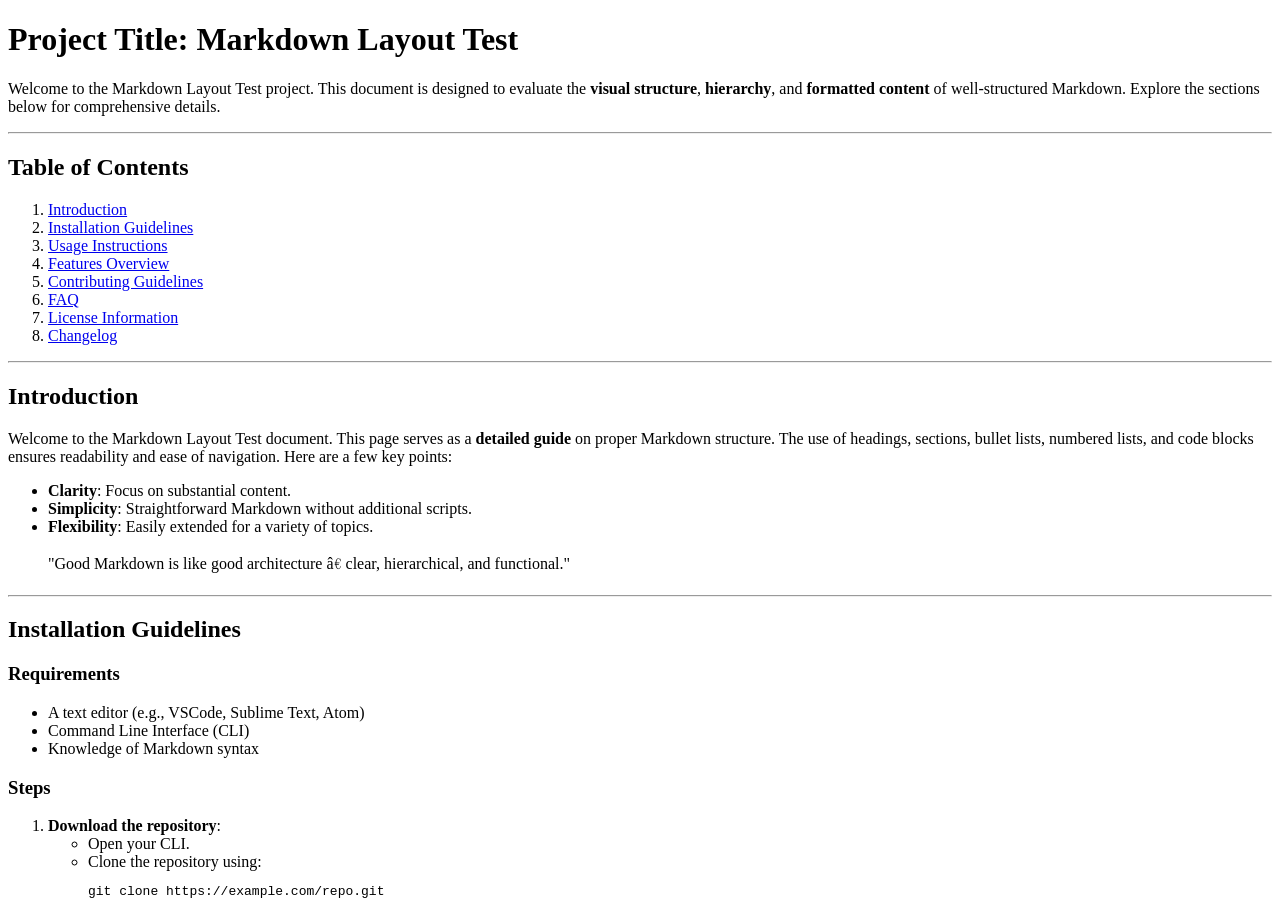 Project Title: Markdown Layout Test
Welcome to the Markdown Layout Test project. This document is designed to evaluate the visual structure, hierarchy, and formatted content of well-structured Markdown. Explore the sections
below for comprehensive details.
Table of Contents
1. Introduction
2. Installation Guidelines
3. Usage Instructions
4. Features Overview
5. Contributing Guidelines
6. FAQ
7. License Information
8. Changelog
Introduction
Welcome to the Markdown Layout Test document. This page serves as a detailed guide on proper Markdown structure. The use of headings, sections, bullet lists, numbered lists, and code blocks
ensures readability and ease of navigation. Here are a few key points:
• Clarity: Focus on substantial content.
• Simplicity: Straightforward Markdown without additional scripts.
• Flexibility: Easily extended for a variety of topics.
"Good Markdown is like good architecture â€ clear, hierarchical, and functional."
Installation Guidelines
Requirements
• A text editor (e.g., VSCode, Sublime Text, Atom)
• Command Line Interface (CLI)
• Knowledge of Markdown syntax
Steps
1. Download the repository:
◦ Open your CLI.
◦ Clone the repository using:
git clone https://example.com/repo.git